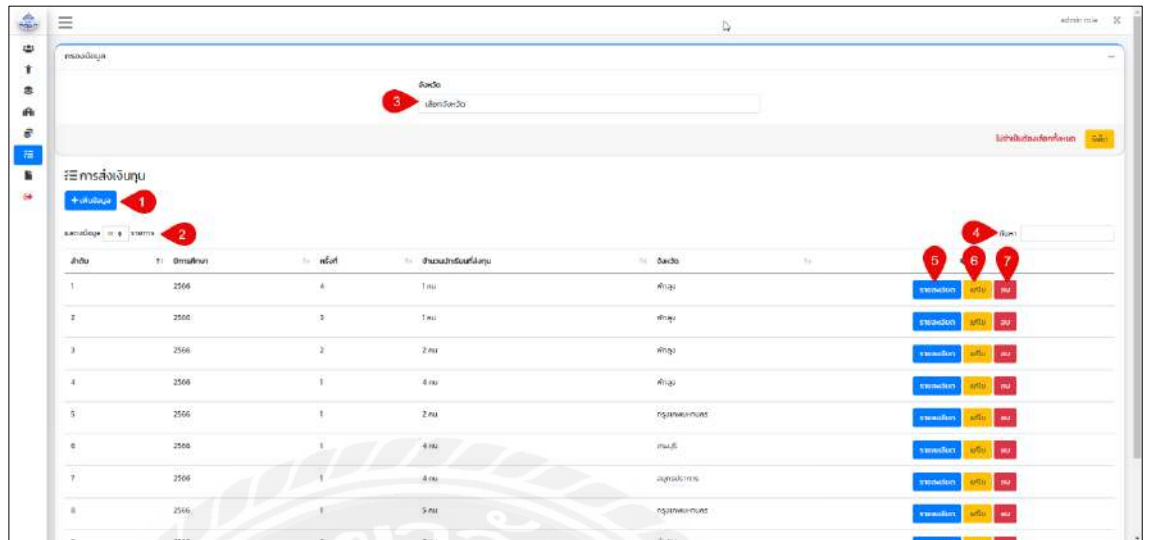 admin role
กรองข้อมูล
จังหวัด
3 เลือกจังหวัด
ไม่จำเป็นต้องเลือกทั้งหมด
การส่งเงินทุน
+ เพิ่มข้อมูล 1
แสดงข้อมูล 10 รายการ 2
4 ค้นหา
ลำดับ ปีการศึกษา ครั้งที่ จำนวนนักเรียนที่ส่งทุน จังหวัด 5 6 7
1 2566 4 1 คน พัทลุง รายละเอียด แก้ไข ลบ
2 2566 3 1 คน พัทลุง รายละเอียด แก้ไข ลบ
3 2566 2 2 คน พัทลุง รายละเอียด แก้ไข ลบ
4 2566 1 4 คน พัทลุง รายละเอียด แก้ไข ลบ
5 2566 1 2 คน กรุงเทพมหานคร รายละเอียด แก้ไข ลบ
6 2566 1 4 คน ลพบุรี รายละเอียด แก้ไข ลบ
7 2566 1 4 คน สมุทรปราการ รายละเอียด แก้ไข ลบ
8 2566 1 5 คน กรุงเทพมหานคร รายละเอียด แก้ไข ลบ